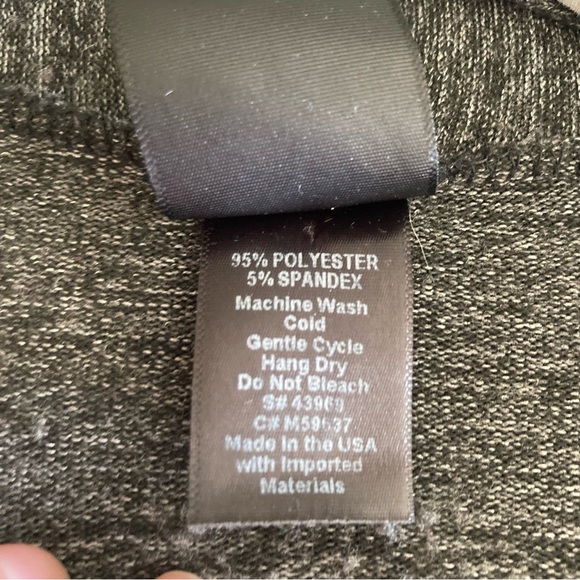 95% POLYESTER
5% SPANDEX
Machine Wash
Cold
Gentle Cycle
Hang Dry
Do Not Bleach
S# 43969
C# M59637
Made in the USA
with Imported
Materials